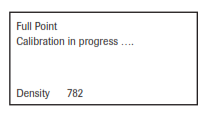 Full Point
Calibration in progress ....
Density 782